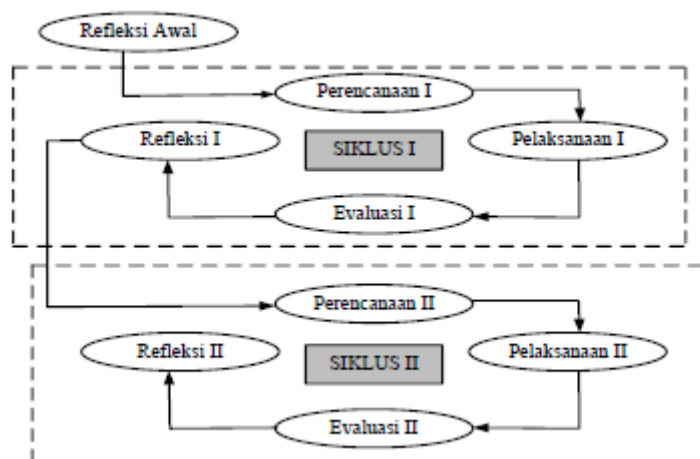 Refleksi Awal
Perencanaan I
Refleksi I
SIKLUS I
Pelaksanaan I
Evaluasi I
Perencanaan II
Refleksi II
SIKLUS II
Pelaksanaan II
Evaluasi II